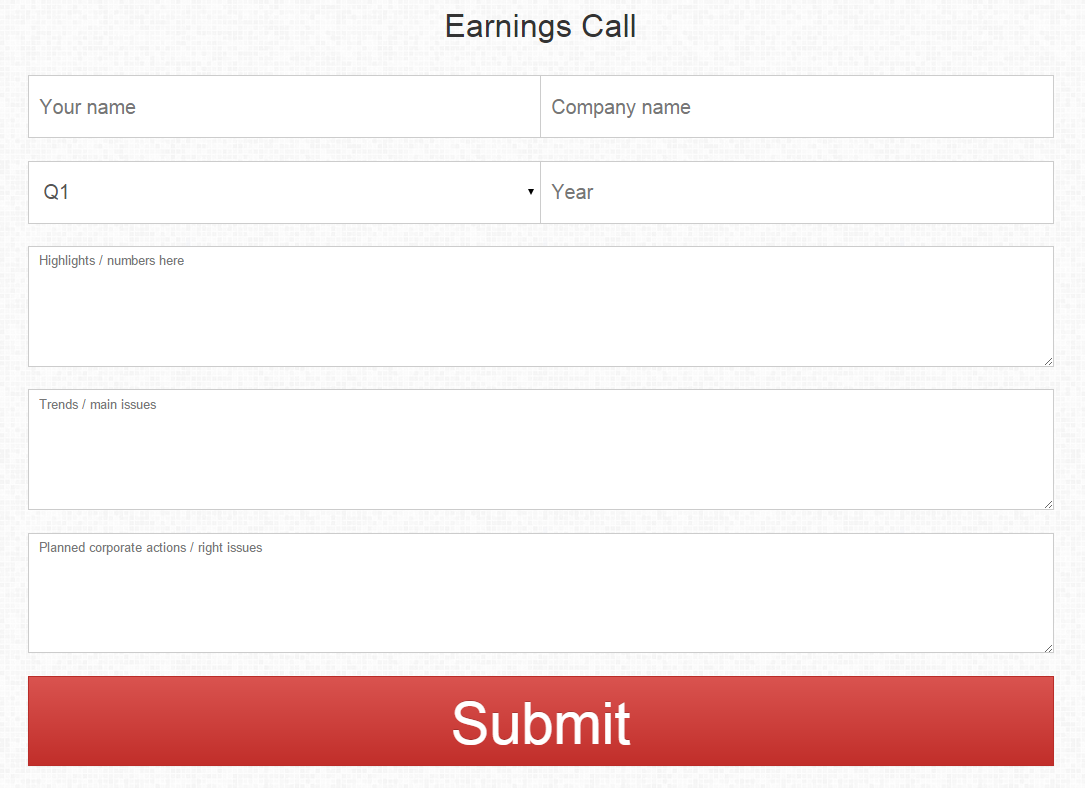 Earnings Call
Your name
Company name
Q1
Year
Highlights / numbers here
Trends / main issues
Planned corporate actions / right issues
Submit